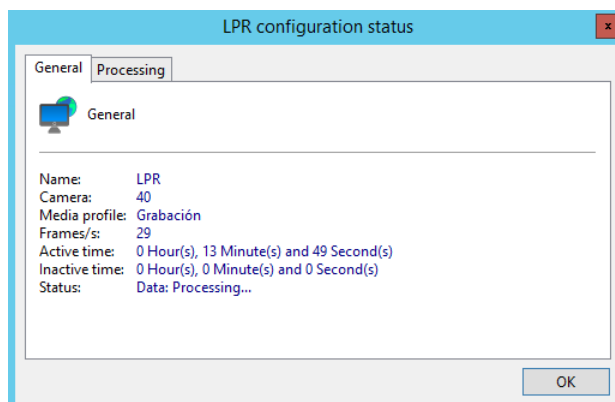 LPR configuration status
x
General Processing
General
Name: LPR
Camera: 40
Media profile: Grabación
Frames/s: 29
Active time: 0 Hour(s), 13 Minute(s) and 49 Second(s)
Inactive time: 0 Hour(s), 0 Minute(s) and 0 Second(s)
Status: Data: Processing...
OK